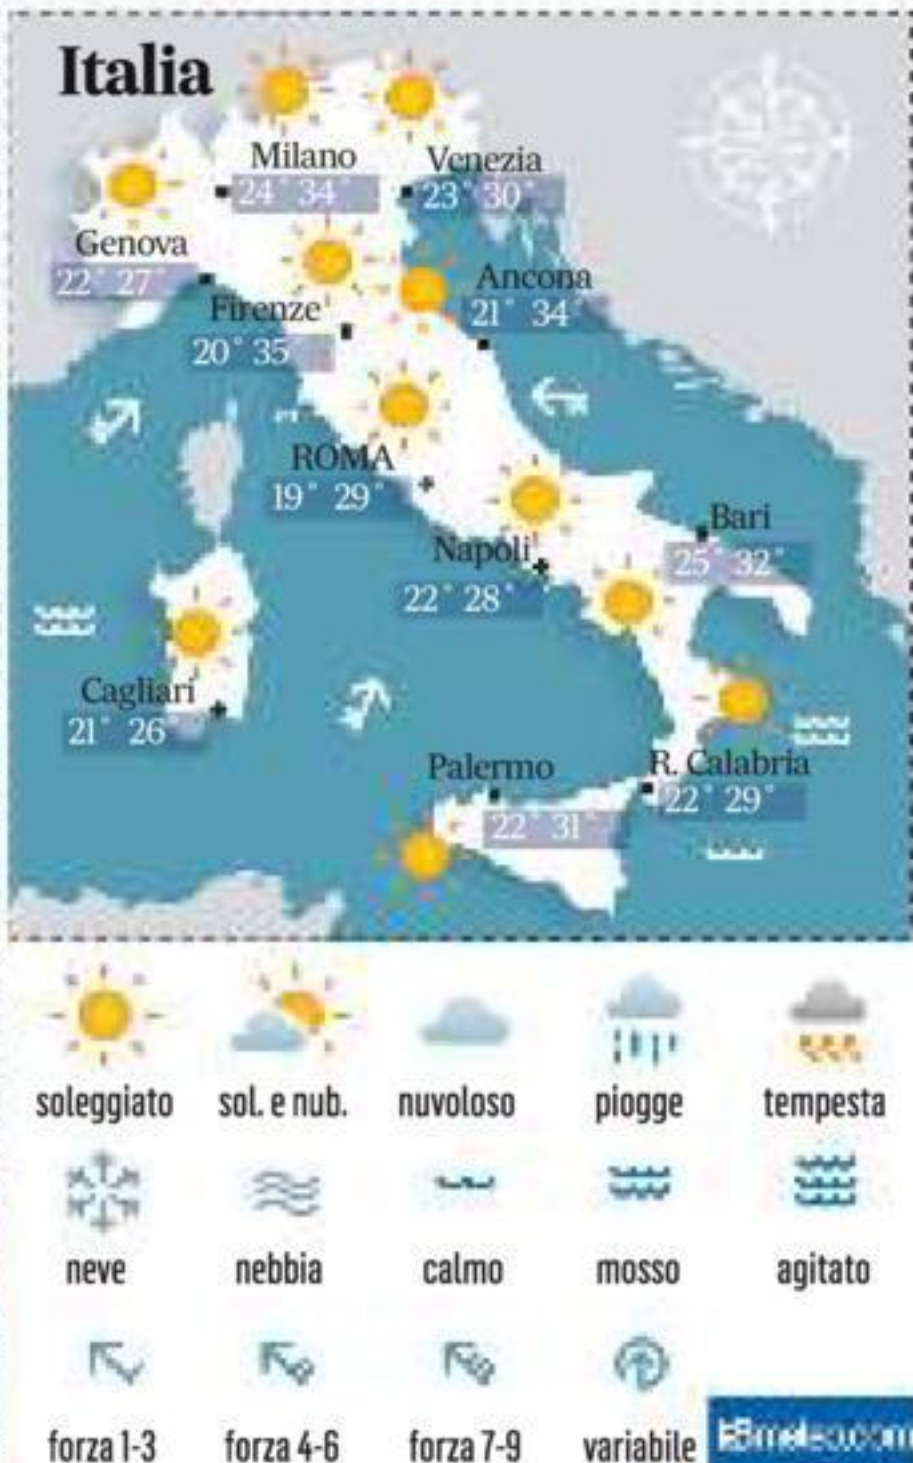 Italia
Milano
24° 34°
Venezia
23° 30°
Genova
22° 27°
Ancona
21° 34°
Firenze
20° 35
ROMA
19° 29°
Bari
25° 32°
Napoli
22° 28°
Cagliari
21° 26°
Palermo
22° 31°
R. Calabria
22° 29°
soleggiato sol. e nub. nuvoloso piogge tempesta
neve nebbia calmo mosso agitato
forza 1-3 forza 4-6 forza 7-9 variabile